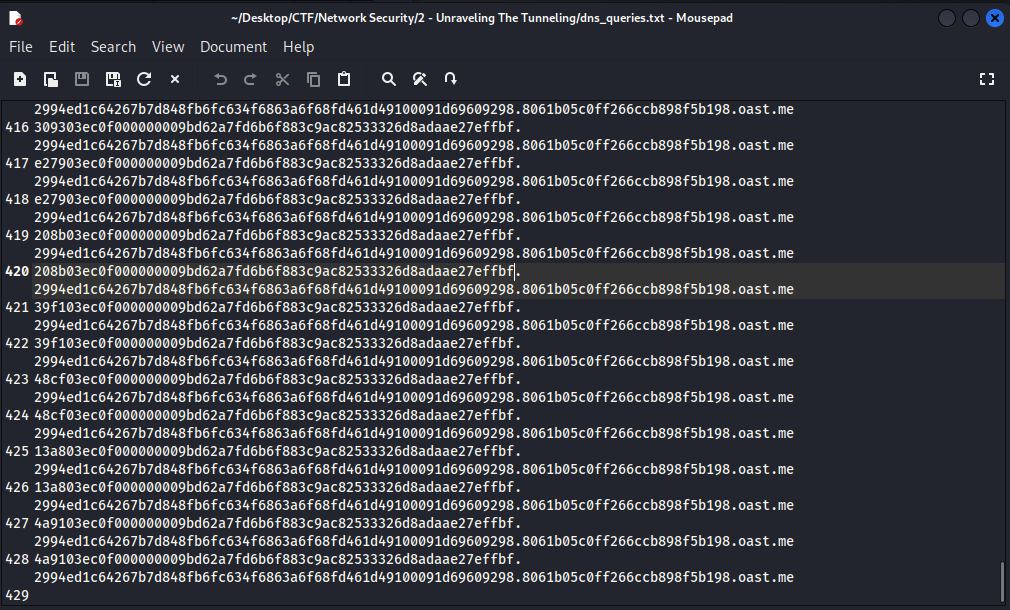 ~/Desktop/CTF/Network Security/2 - Unraveling The Tunneling/dns_queries.txt - Mousepad
File Edit Search View Document Help
2994ed1c64267b7d848fb6fc634f6863a6f68fd461d49100091d69609298.8061b05c0ff266ccb898f5b198.oast.me
416 309303ec0f000000009bd62a7fd6b6f883c9ac82533326d8adaae27effbf.
2994ed1c64267b7d848fb6fc634f6863a6f68fd461d49100091d69609298.8061b05c0ff266ccb898f5b198.oast.me
417 e27903ec0f000000009bd62a7fd6b6f883c9ac82533326d8adaae27effbf.
2994ed1c64267b7d848fb6fc634f6863a6f68fd461d49100091d69609298.8061b05c0ff266ccb898f5b198.oast.me
418 e27903ec0f000000009bd62a7fd6b6f883c9ac82533326d8adaae27effbf.
2994ed1c64267b7d848fb6fc634f6863a6f68fd461d49100091d69609298.8061b05c0ff266ccb898f5b198.oast.me
419 208b03ec0f000000009bd62a7fd6b6f883c9ac82533326d8adaae27effbf.
2994ed1c64267b7d848fb6fc634f6863a6f68fd461d49100091d69609298.8061b05c0ff266ccb898f5b198.oast.me
420 208b03ec0f000000009bd62a7fd6b6f883c9ac82533326d8adaae27effbf.
2994ed1c64267b7d848fb6fc634f6863a6f68fd461d49100091d69609298.8061b05c0ff266ccb898f5b198.oast.me
421 39f103ec0f000000009bd62a7fd6b6f883c9ac82533326d8adaae27effbf.
2994ed1c64267b7d848fb6fc634f6863a6f68fd461d49100091d69609298.8061b05c0ff266ccb898f5b198.oast.me
422 39f103ec0f000000009bd62a7fd6b6f883c9ac82533326d8adaae27effbf.
2994ed1c64267b7d848fb6fc634f6863a6f68fd461d49100091d69609298.8061b05c0ff266ccb898f5b198.oast.me
423 48cf03ec0f000000009bd62a7fd6b6f883c9ac82533326d8adaae27effbf.
2994ed1c64267b7d848fb6fc634f6863a6f68fd461d49100091d69609298.8061b05c0ff266ccb898f5b198.oast.me
424 48cf03ec0f000000009bd62a7fd6b6f883c9ac82533326d8adaae27effbf.
2994ed1c64267b7d848fb6fc634f6863a6f68fd461d49100091d69609298.8061b05c0ff266ccb898f5b198.oast.me
425 13a803ec0f000000009bd62a7fd6b6f883c9ac82533326d8adaae27effbf.
2994ed1c64267b7d848fb6fc634f6863a6f68fd461d49100091d69609298.8061b05c0ff266ccb898f5b198.oast.me
426 13a803ec0f000000009bd62a7fd6b6f883c9ac82533326d8adaae27effbf.
2994ed1c64267b7d848fb6fc634f6863a6f68fd461d49100091d69609298.8061b05c0ff266ccb898f5b198.oast.me
427 4a9103ec0f000000009bd62a7fd6b6f883c9ac82533326d8adaae27effbf.
2994ed1c64267b7d848fb6fc634f6863a6f68fd461d49100091d69609298.8061b05c0ff266ccb898f5b198.oast.me
428 4a9103ec0f000000009bd62a7fd6b6f883c9ac82533326d8adaae27effbf.
2994ed1c64267b7d848fb6fc634f6863a6f68fd461d49100091d69609298.8061b05c0ff266ccb898f5b198.oast.me
429